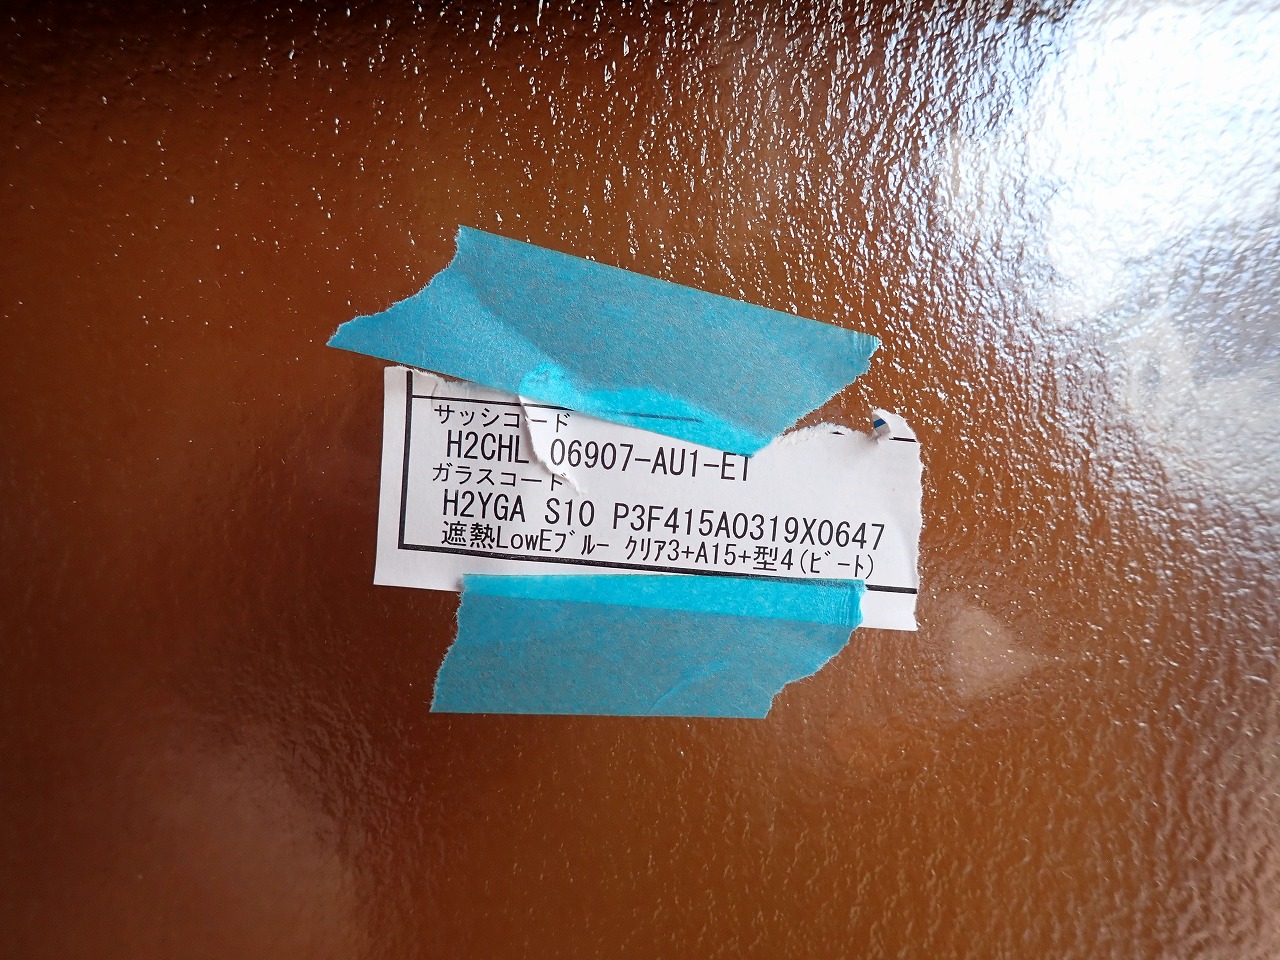 サッシコード
H2CHL 06907-AU1-E1
ガラスコード
H2YGA S10 P3F415A0319X0647
遮熱LowEﾌﾞﾙｰ ｸﾘｱ3+A15+型4(ﾋﾞｰﾄ)